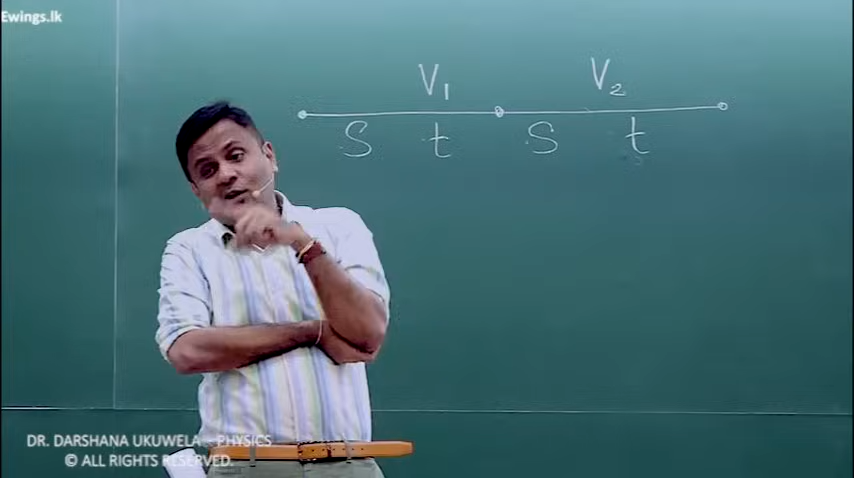 Ewings.lk
V₁ V₂
S t S t
DR. DARSHANA UKUWELA - PHYSICS
© ALL RIGHTS RESERVED.